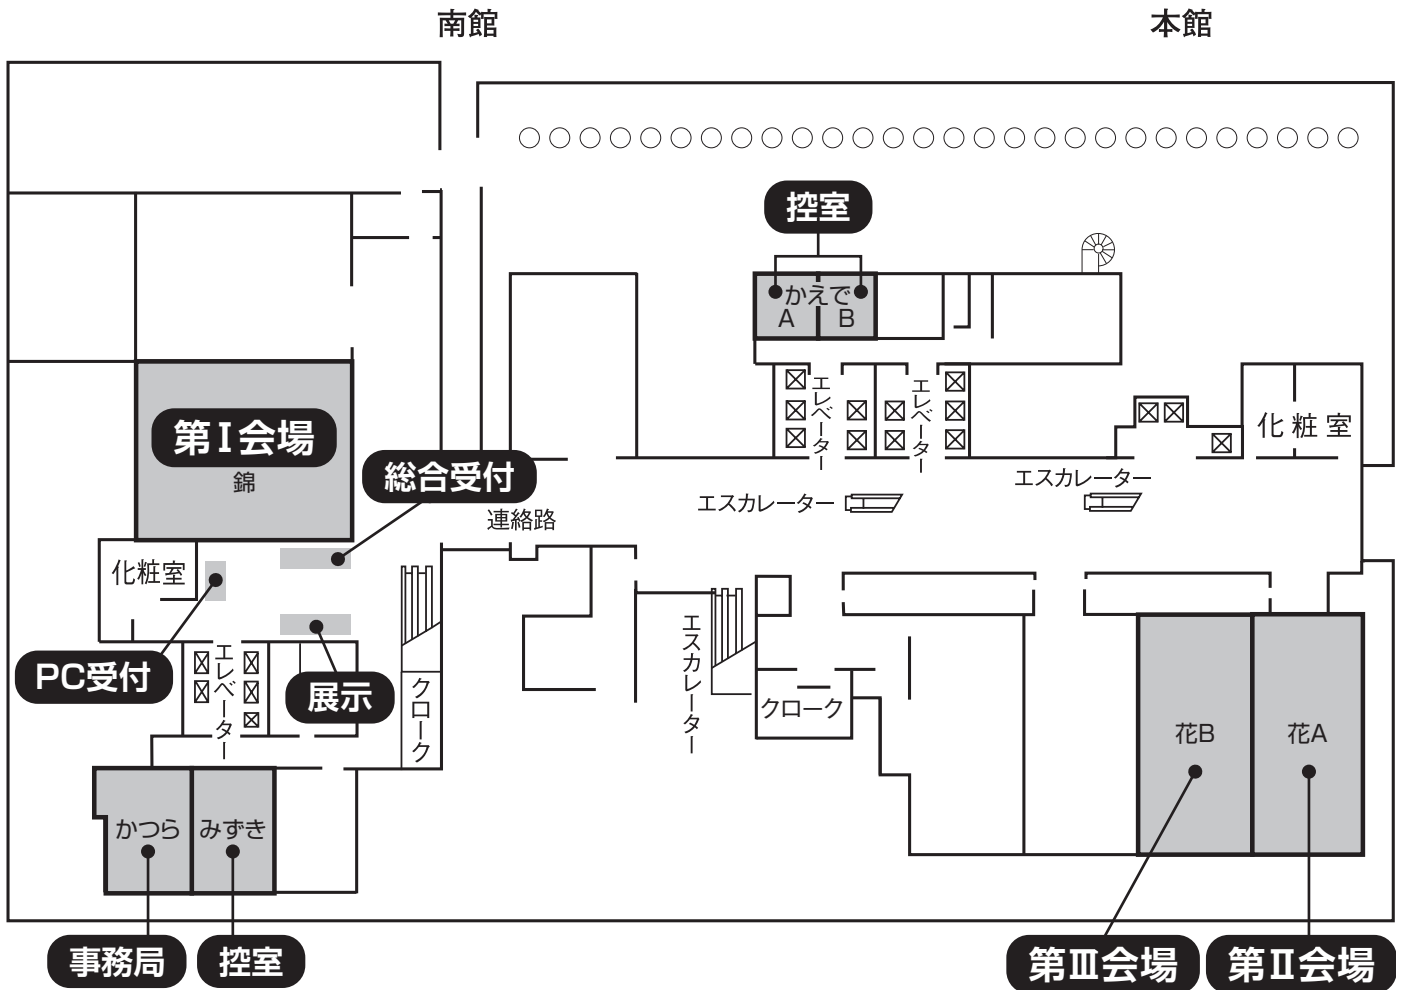 南館
本館
控室
かえで
A
B
エレベーター
エレベーター
第Ⅰ会場
錦
総合受付
連絡路
エスカレーター
エスカレーター
化粧室
化粧室
PC受付
展示
エレベーター
クローク
エスカレーター
クローク
花B
花A
かつら
みずき
事務局
控室
第Ⅲ会場
第Ⅱ会場